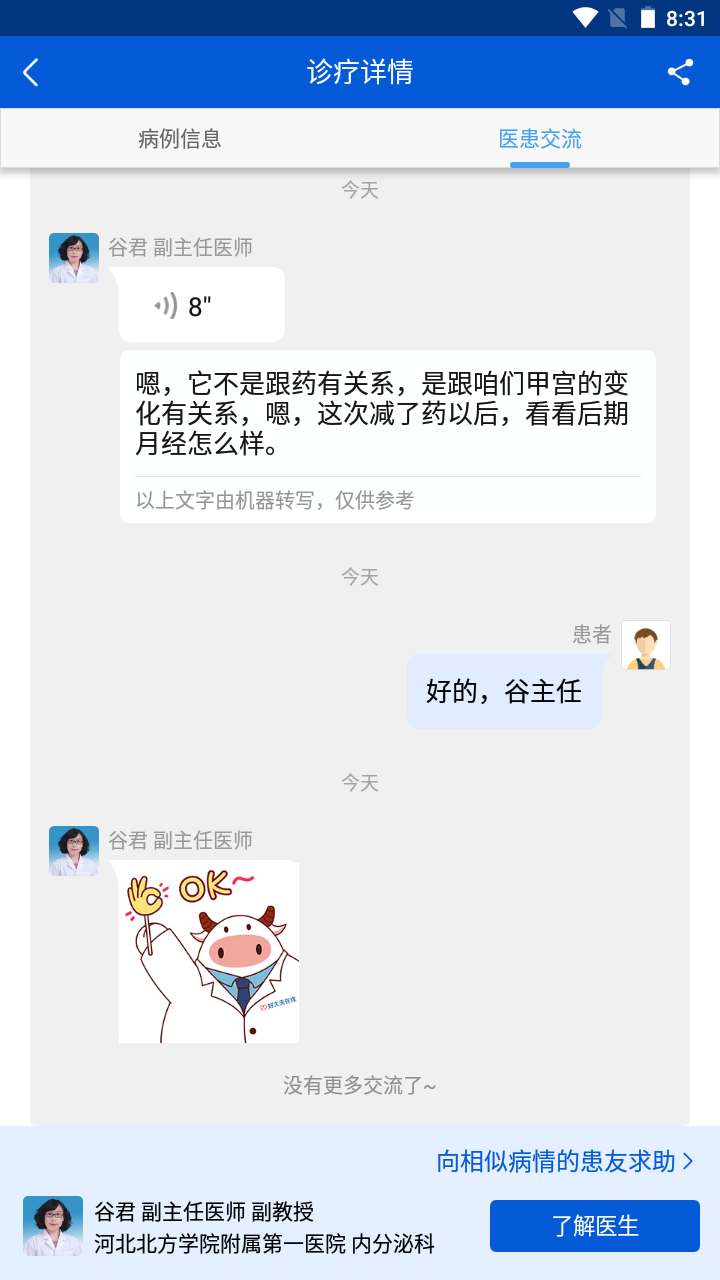 8:31
诊疗详情
病例信息
医患交流
今天
谷君 副主任医师
8"
嗯，它不是跟药有关系，是跟咱们甲宫的变
化有关系，嗯，这次减了药以后，看看后期
月经怎么样。
以上文字由机器转写，仅供参考
今天
患者
好的，谷主任
今天
谷君 副主任医师
OK~
好大夫在线
没有更多交流了~
向相似病情的患友求助
谷君 副主任医师 副教授
河北北方学院附属第一医院 内分泌科
了解医生